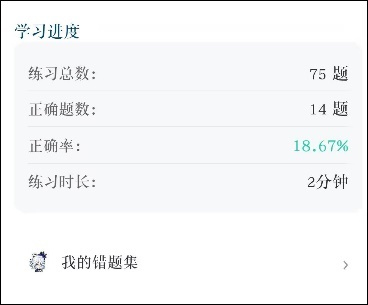 学习进度
练习总数: 75 题
正确题数: 14 题
正确率: 18.67%
练习时长: 2分钟
我的错题集